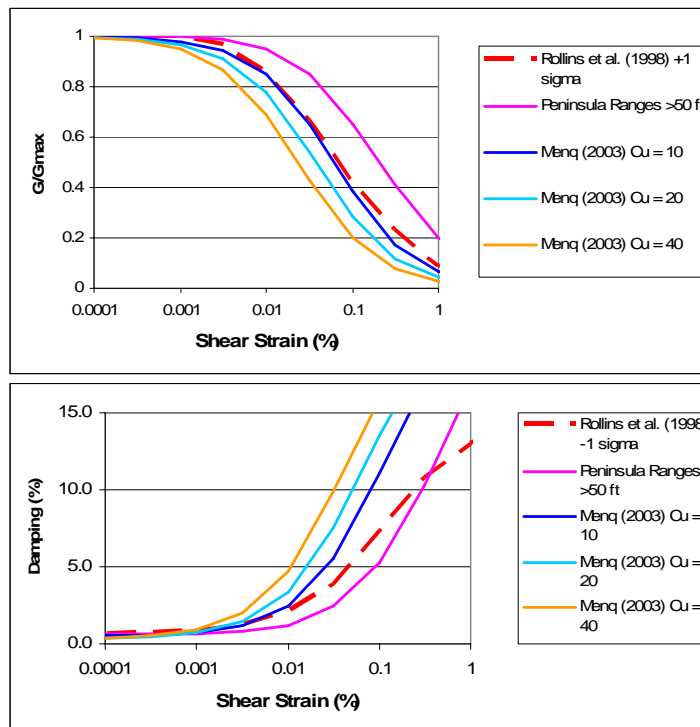 1
0.8
0.6
0.4
0.2
0
G/Gmax
0.0001 0.001 0.01 0.1 1
Shear Strain (%)
Rollins et al. (1998) +1
sigma
Peninsula Ranges >50 ft
Menq (2003) Cu = 10
Menq (2003) Cu = 20
Menq (2003) Cu = 40
15.0
10.0
5.0
0.0
Damping (%)
0.0001 0.001 0.01 0.1 1
Shear Strain (%)
Rollins et al. (1998
-1 sigma
Peninsula Ranges
>50 ft
Menq (2003) Cu =
10
Menq (2003) Cu =
20
Menq (2003) Cu =
40